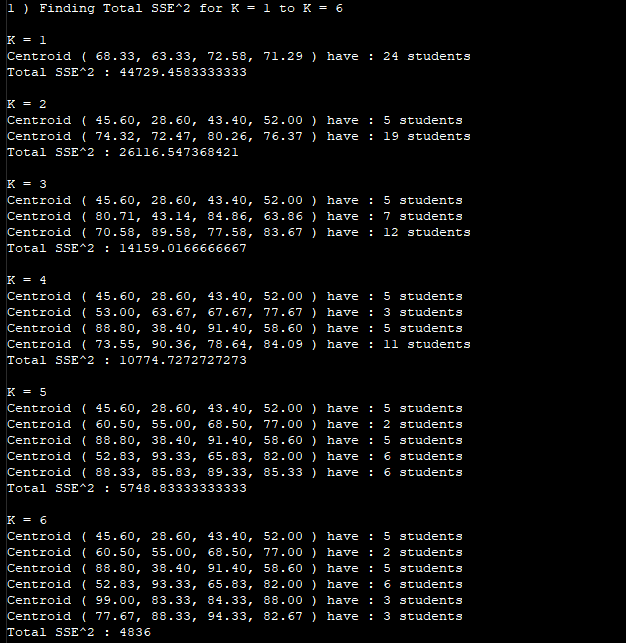 1 ) Finding Total SSE^2 for K = 1 to K = 6
K = 1
Centroid ( 68.33, 63.33, 72.58, 71.29 ) have : 24 students
Total SSE^2 : 44729.4583333333
K = 2
Centroid ( 45.60, 28.60, 43.40, 52.00 ) have : 5 students
Centroid ( 74.32, 72.47, 80.26, 76.37 ) have : 19 students
Total SSE^2 : 26116.547368421
K = 3
Centroid ( 45.60, 28.60, 43.40, 52.00 ) have : 5 students
Centroid ( 80.71, 43.14, 84.86, 63.86 ) have : 7 students
Centroid ( 70.58, 89.58, 77.58, 83.67 ) have : 12 students
Total SSE^2 : 14159.0166666667
K = 4
Centroid ( 45.60, 28.60, 43.40, 52.00 ) have : 5 students
Centroid ( 53.00, 63.67, 67.67, 77.67 ) have : 3 students
Centroid ( 88.80, 38.40, 91.40, 58.60 ) have : 5 students
Centroid ( 73.55, 90.36, 78.64, 84.09 ) have : 11 students
Total SSE^2 : 10774.7272727273
K = 5
Centroid ( 45.60, 28.60, 43.40, 52.00 ) have : 5 students
Centroid ( 60.50, 55.00, 68.50, 77.00 ) have : 2 students
Centroid ( 88.80, 38.40, 91.40, 58.60 ) have : 5 students
Centroid ( 52.83, 93.33, 65.83, 82.00 ) have : 6 students
Centroid ( 88.33, 85.83, 89.33, 85.33 ) have : 6 students
Total SSE^2 : 5748.83333333333
K = 6
Centroid ( 45.60, 28.60, 43.40, 52.00 ) have : 5 students
Centroid ( 60.50, 55.00, 68.50, 77.00 ) have : 2 students
Centroid ( 88.80, 38.40, 91.40, 58.60 ) have : 5 students
Centroid ( 52.83, 93.33, 65.83, 82.00 ) have : 6 students
Centroid ( 99.00, 83.33, 84.33, 88.00 ) have : 3 students
Centroid ( 77.67, 88.33, 94.33, 82.67 ) have : 3 students
Total SSE^2 : 4836